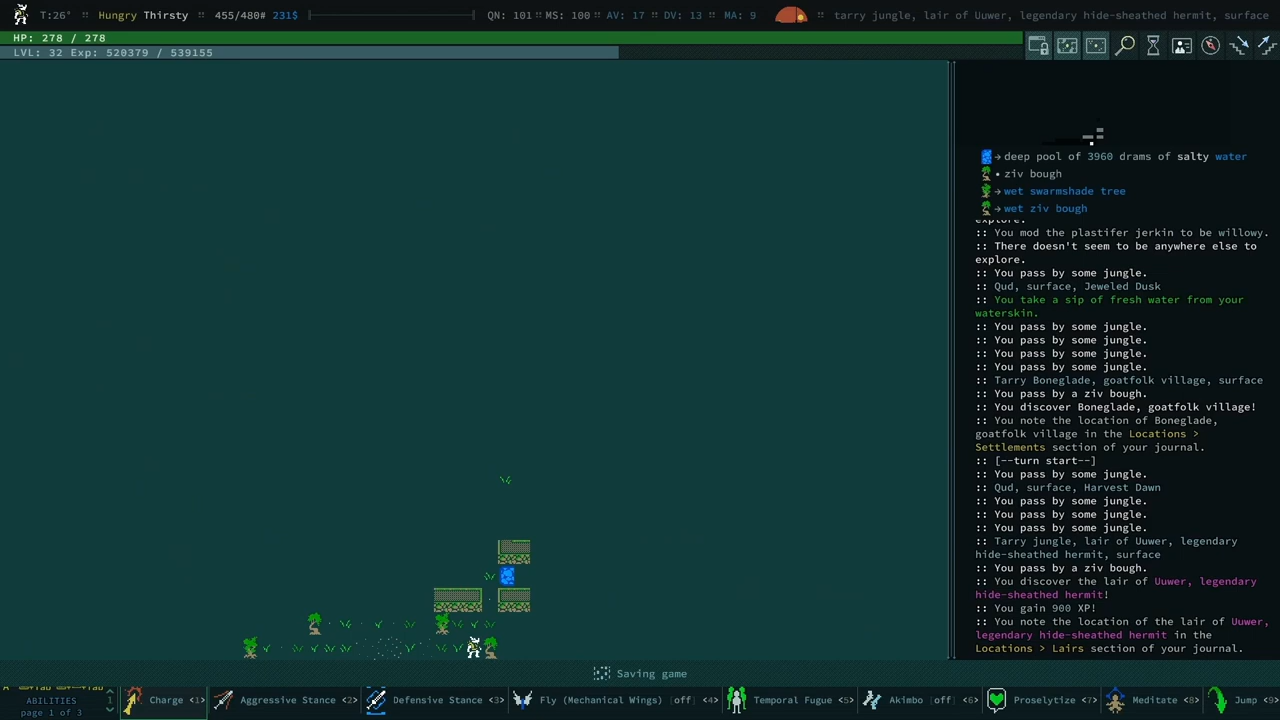 T:26° :: Hungry Thirsty :: 455/480# 231$ QN: 101 :: MS: 100 :: AV: 17 :: DV: 13 :: MA: 9 :: tarry jungle, lair of Uuwer, legendary hide-sheathed hermit, surface
HP: 278 / 278
LVL: 32 Exp: 520379 / 539155
deep pool of 3960 drams of salty water
ziv bough
wet swarmshade tree
wet ziv bough
explore.
:: You mod the plastifer jerkin to be willowy.
:: There doesn't seem to be anywhere else to
explore.
:: You pass by some jungle.
:: Qud, surface, Jeweled Dusk
:: You take a sip of fresh water from your
waterskin.
:: You pass by some jungle.
:: You pass by some jungle.
:: You pass by some jungle.
:: You pass by some jungle.
:: Tarry Boneglade, goatfolk village, surface
:: You pass by a ziv bough.
:: You discover Boneglade, goatfolk village!
:: You note the location of Boneglade,
goatfolk village in the Locations >
Settlements section of your journal.
:: [--turn start--]
:: You pass by some jungle.
:: Qud, surface, Harvest Dawn
:: You pass by some jungle.
:: You pass by some jungle.
:: You pass by some jungle.
:: Tarry jungle, lair of Uuwer, legendary
hide-sheathed hermit, surface
:: You pass by a ziv bough.
:: You discover the lair of Uuwer, legendary
hide-sheathed hermit!
:: You gain 900 XP!
:: You note the location of the lair of Uuwer,
legendary hide-sheathed hermit in the
Locations > Lairs section of your journal.
Saving game
ABILITIES
page 1 of 3
Charge <1> Aggressive Stance <2> Defensive Stance <3> Fly (Mechanical Wings) [off] <4> Temporal Fugue <5> Akimbo [off] <6> Proselytize <7> Meditate <8> Jump <9>